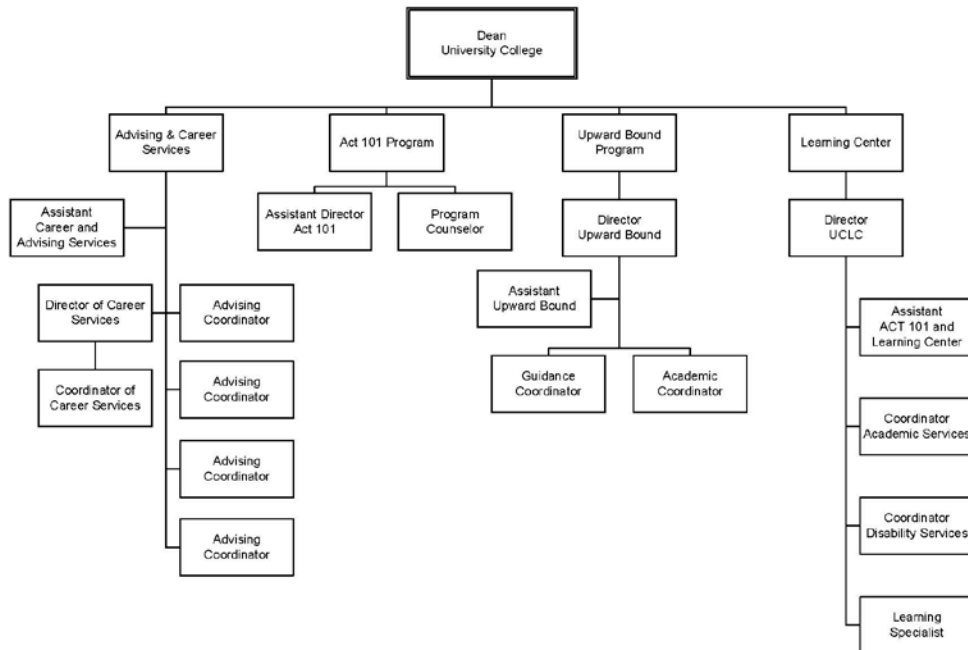 Dean
University College
Advising & Career
Services
Act 101 Program
Upward Bound
Program
Learning Center
Assistant
Career and
Advising Services
Assistant Director
Act 101
Program
Counselor
Director
Upward Bound
Director
UCLC
Director of Career
Services
Advising
Coordinator
Assistant
Upward Bound
Assistant
ACT 101 and
Learning Center
Coordinator of
Career Services
Advising
Coordinator
Guidance
Coordinator
Academic
Coordinator
Coordinator
Academic Services
Advising
Coordinator
Advising
Coordinator
Coordinator
Disability Services
Learning
Specialist